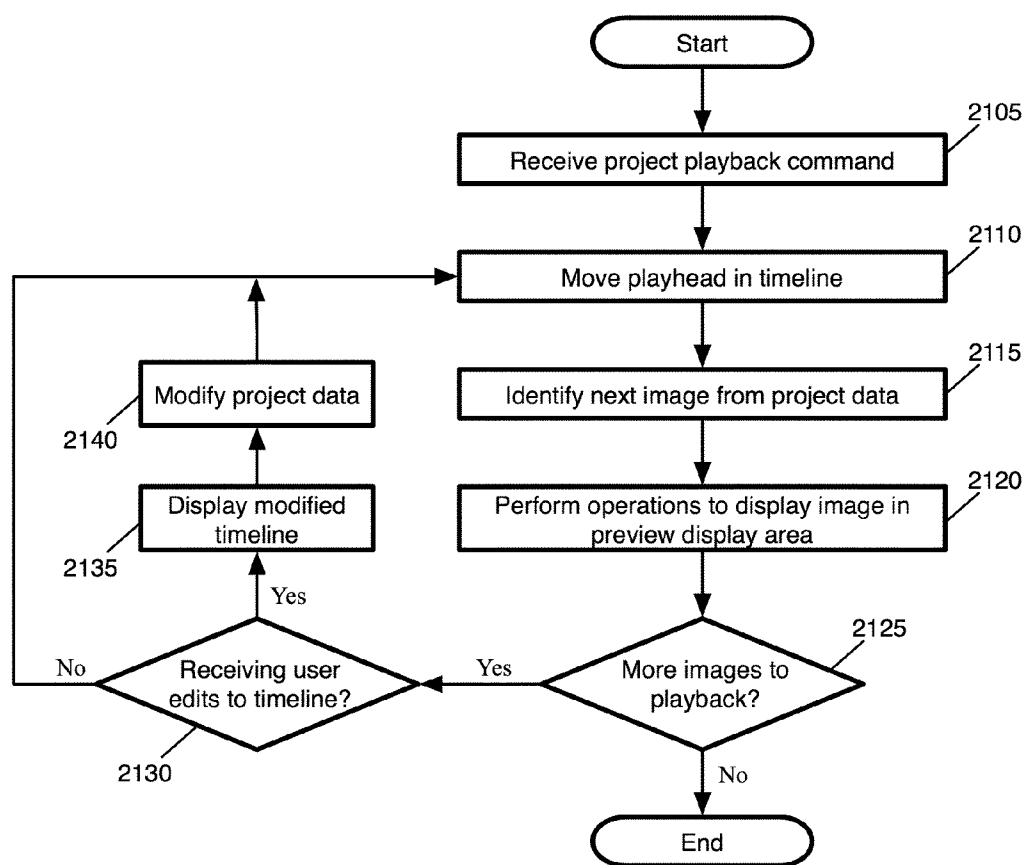 Start
2105
Receive project playback command
2110
Move playhead in timeline
2115
Identify next image from project data
2120
Perform operations to display image in
preview display area
2125
More images to
playback?
Yes
No
End
Receiving user
edits to timeline?
2130
No
Yes
Display modified
timeline
2135
Modify project data
2140